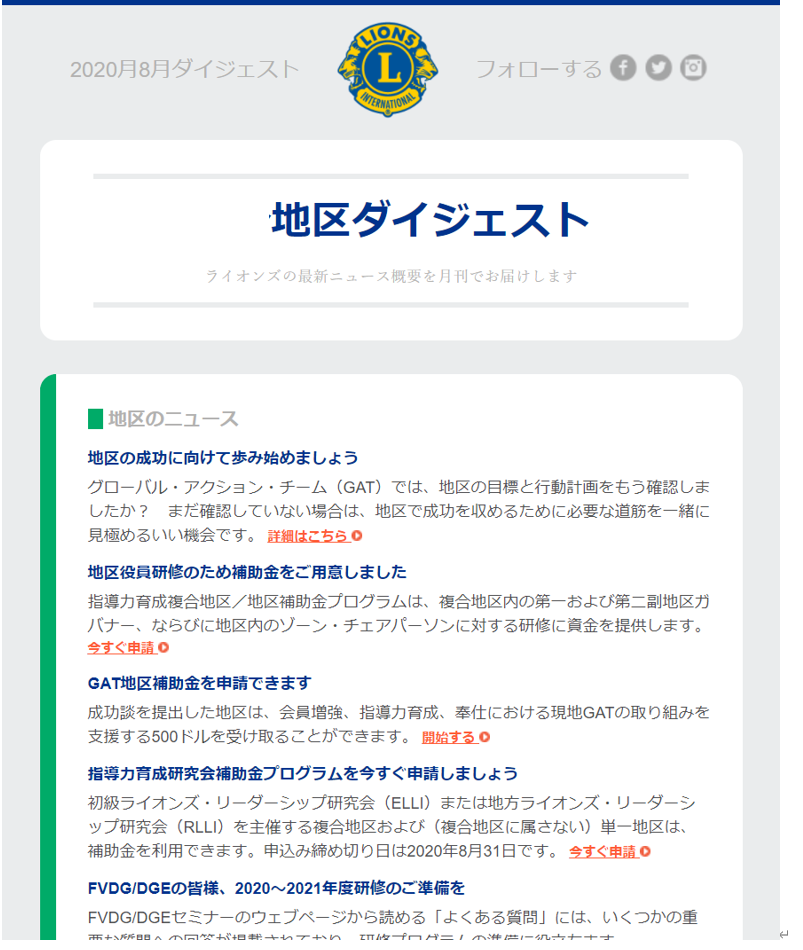 2020月8月ダイジェスト
LIONS
L
INTERNATIONAL
フォローする
地区ダイジェスト
ライオンズの最新ニュース概要を月刊でお届けします
地区のニュース
地区の成功に向けて歩み始めましょう
グローバル・アクション・チーム（GAT）では、地区の目標と行動計画をもう確認しま
したか？　まだ確認していない場合は、地区で成功を収めるために必要な道筋を一緒に
見極めるいい機会です。 詳細はこちら
地区役員研修のため補助金をご用意しました
指導力育成複合地区／地区補助金プログラムは、複合地区内の第一および第二副地区ガ
バナー、ならびに地区内のゾーン・チェアパーソンに対する研修に資金を提供します。
今すぐ申請
GAT地区補助金を申請できます
成功談を提出した地区は、会員増強、指導力育成、奉仕における現地GATの取り組みを
支援する500ドルを受け取ることができます。 開始する
指導力育成研究会補助金プログラムを今すぐ申請しましょう
初級ライオンズ・リーダーシップ研究会（ELLI）または地方ライオンズ・リーダーシ
ップ研究会（RLLI）を主催する複合地区および（複合地区に属さない）単一地区は、
補助金を利用できます。申込み締め切り日は2020年8月31日です。 今すぐ申請
FVDG/DGEの皆様、2020～2021年度研修のご準備を
FVDG/DGEセミナーのウェブページから読める「よくある質問」には、いくつかの重
要な質問への回答が掲載されており、研修プログラムの準備に役立ちます。